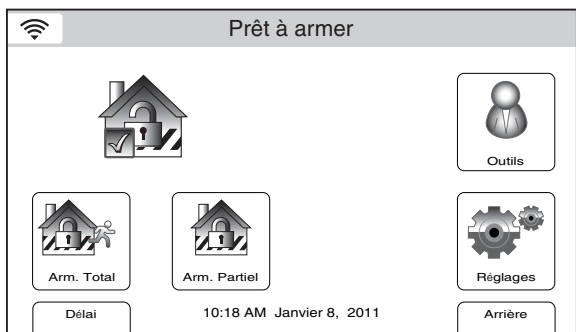 Prêt à armer
Outils
Arm. Total
Arm. Partiel
Réglages
Délai
10:18 AM Janvier 8, 2011
Arrière